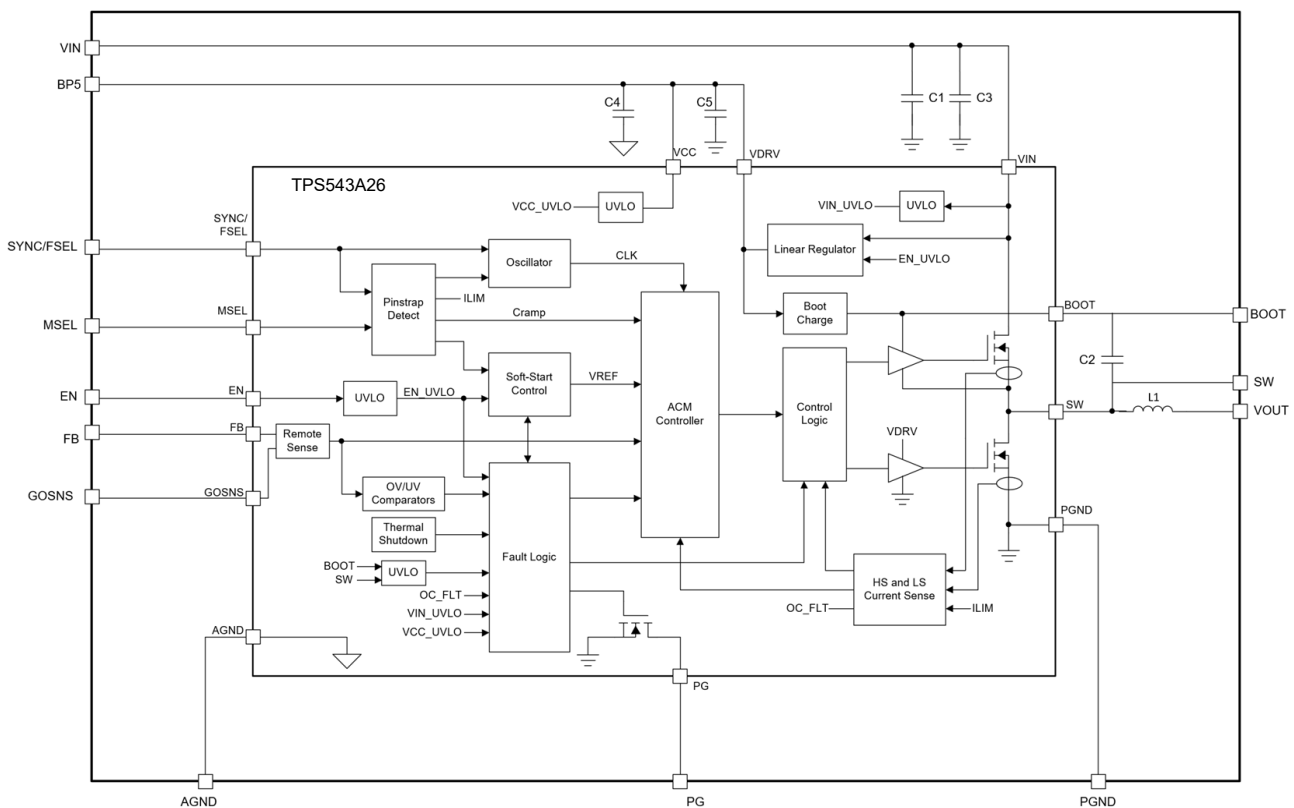 VIN
BP5
C4
C5
C1
C3
VCC
VDRV
VIN
TPS543A26
VCC_UVLO
UVLO
VIN_UVLO
UVLO
SYNC/
FSEL
SYNC/FSEL
Oscillator
CLK
Linear Regulator
EN_UVLO
Pinstrap
Detect
ILIM
MSEL
MSEL
Cramp
Boot
Charge
BOOT
BOOT
Soft-Start
Control
VREF
ACM
Controller
Control
Logic
C2
SW
EN
EN
UVLO
EN_UVLO
SW
L1
VOUT
FB
FB
Remote
Sense
VDRV
GOSNS
GOSNS
OV/UV
Comparators
Thermal
Shutdown
Fault Logic
PGND
BOOT
SW
UVLO
OC_FLT
VIN_UVLO
VCC_UVLO
HS and LS
Current Sense
OC_FLT
ILIM
AGND
PG
AGND
PG
PGND